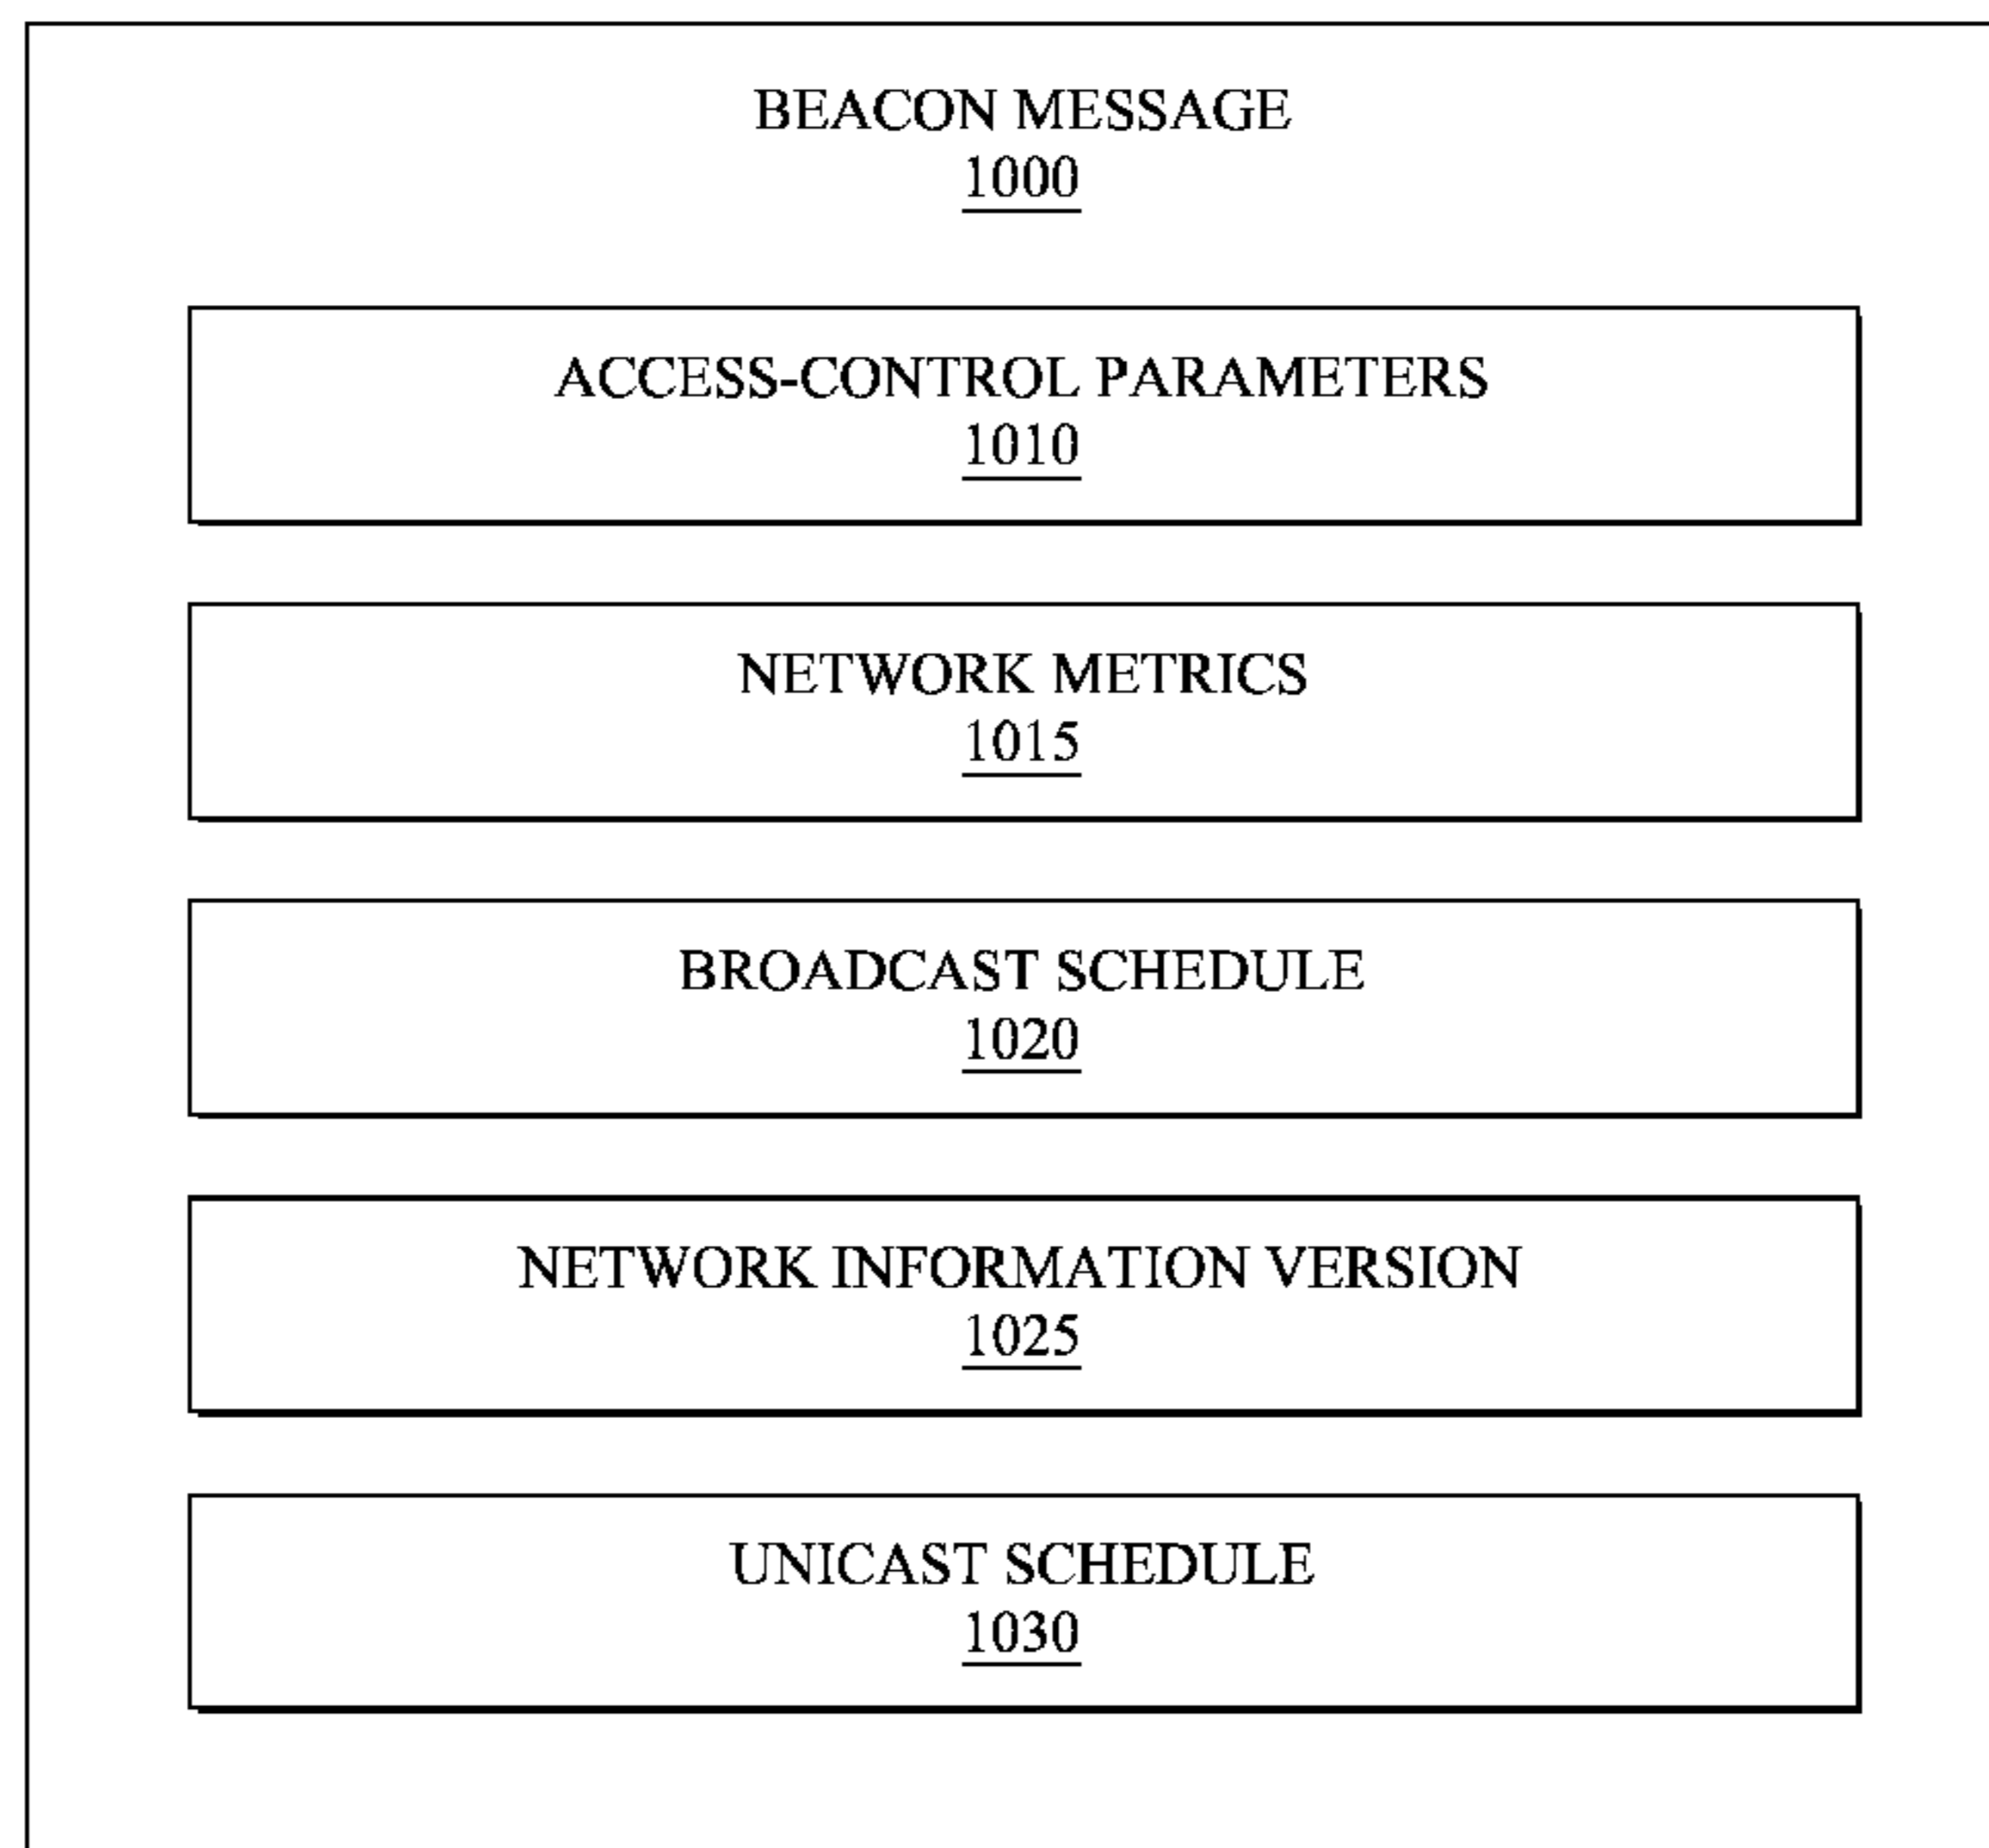 BEACON MESSAGE
1000
ACCESS-CONTROL PARAMETERS
1010
NETWORK METRICS
1015
BROADCAST SCHEDULE
1020
NETWORK INFORMATION VERSION
1025
UNICAST SCHEDULE
1030